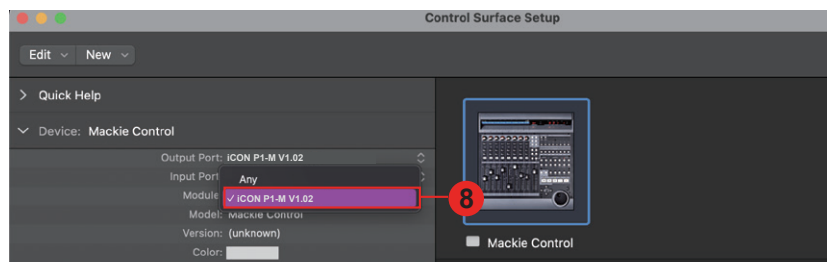 Control Surface Setup
Edit New
Quick Help
Device: Mackie Control
Output Port: iCON P1-M V1.02
Input Port
Any
Module
✓ iCON P1-M V1.02
8
Model: Mackie Control
Version: (unknown)
Color:
Mackie Control